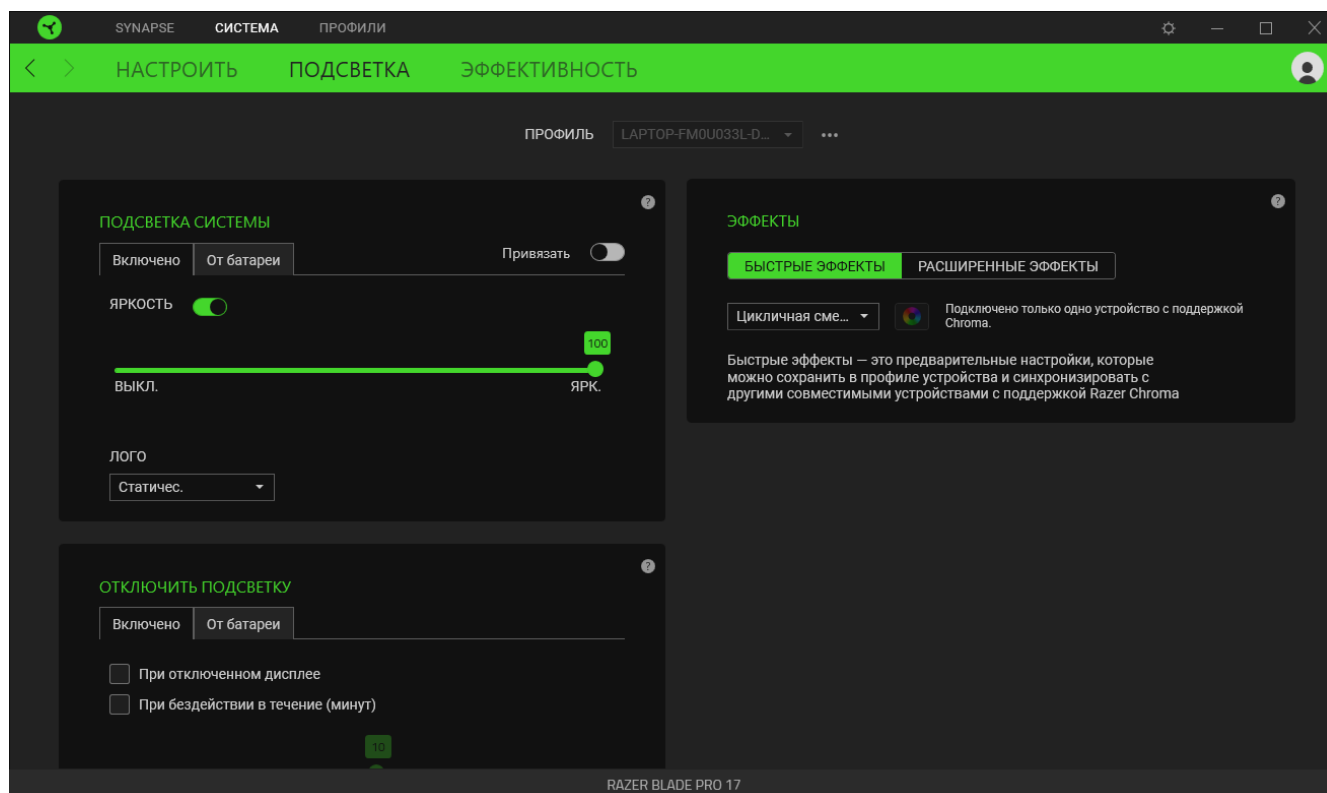 SYNAPSE СИСТЕМА ПРОФИЛИ
НАСТРОИТЬ ПОДСВЕТКА ЭФФЕКТИВНОСТЬ
ПРОФИЛЬ LAPTOP-FM0U033L-D...
ПОДСВЕТКА СИСТЕМЫ
Включено От батареи Привязать
ЯРКОСТЬ
100
ВЫКЛ. ЯРК.
ЛОГО
Статичес.
ЭФФЕКТЫ
БЫСТРЫЕ ЭФФЕКТЫ РАСШИРЕННЫЕ ЭФФЕКТЫ
Цикличная сме...
Подключено только одно устройство с поддержкой
Chroma.
Быстрые эффекты — это предварительные настройки, которые
можно сохранить в профиле устройства и синхронизировать с
другими совместимыми устройствами с поддержкой Razer Chroma
ОТКЛЮЧИТЬ ПОДСВЕТКУ
Включено От батареи
При отключенном дисплее
При бездействии в течение (минут)
10
RAZER BLADE PRO 17